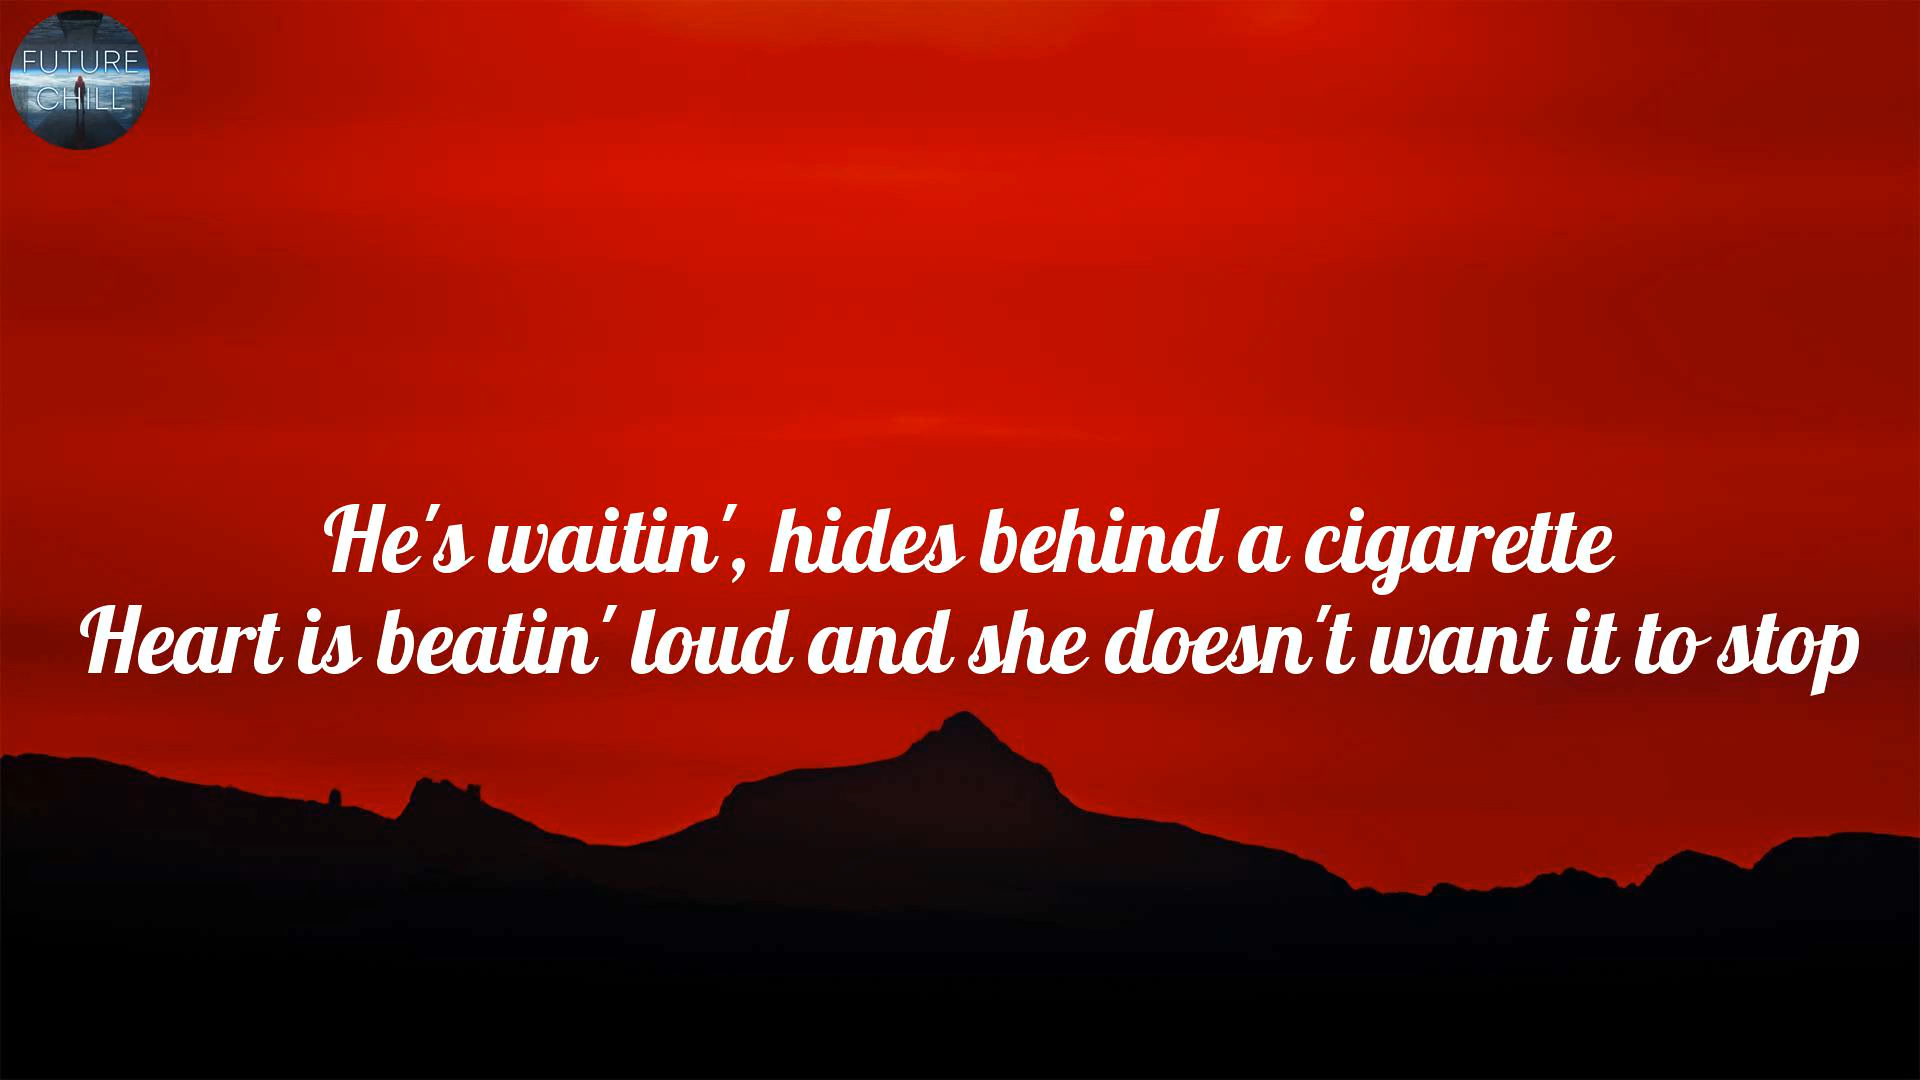 FUTURE
CHILL
He's waitin', hides behind a cigarette
Heart is beatin' loud and she doesn't want it to stop